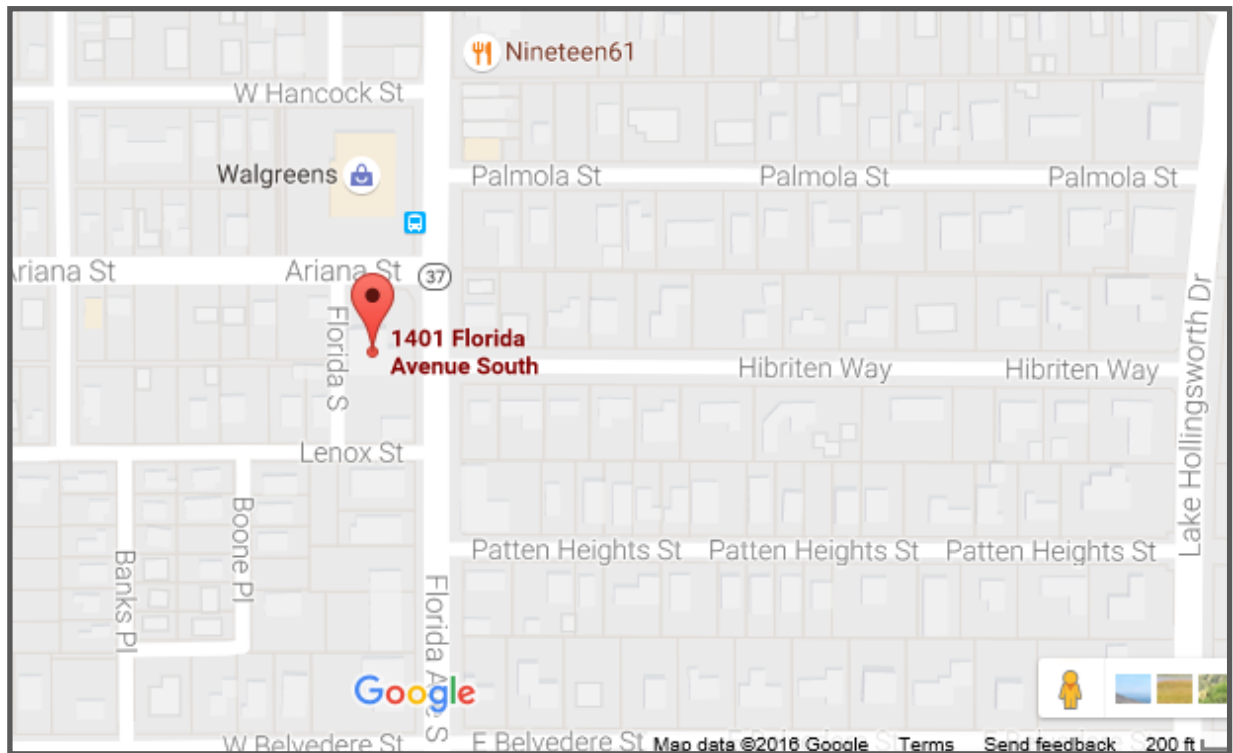 Nineteen61
W Hancock St
Walgreens
Palmola St
Palmola St
Palmola St
Ariana St
Ariana St
37
1401 Florida
Avenue South
Florida S
Hibriten Way
Hibriten Way
Lake Hollingsworth Dr
Lenox St
Boone Pl
Banks Pl
Patten Heights St
Patten Heights St
Patten Heights St
Florida Ave S
Google
W Belvedere St
E Belvedere St
Map data ©2016 Google
Terms
Send feedback
200 ft